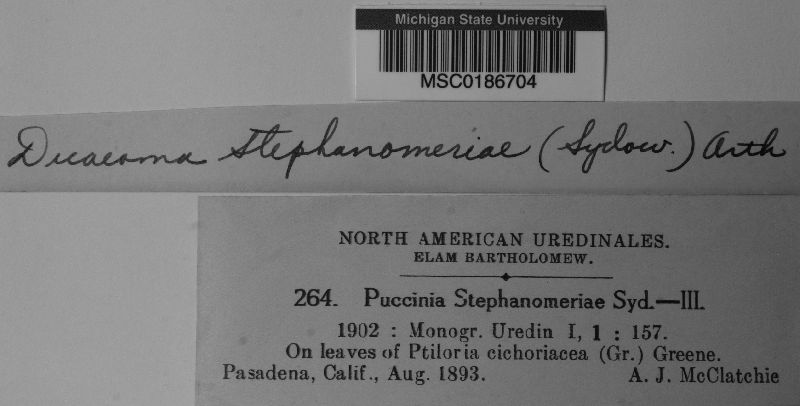 Michigan State University
MSC0186704
Dicaeoma Stephanomeriae (Sydow.) Arth
NORTH AMERICAN UREDINALES.
ELAM BARTHOLOMEW.
264. Puccinia Stephanomeriae Syd.—III.
1902 : Monogr. Uredin I, 1 : 157.
On leaves of Ptiloria cichoriacea (Gr.) Greene.
Pasadena, Calif., Aug. 1893. A. J. McClatchie